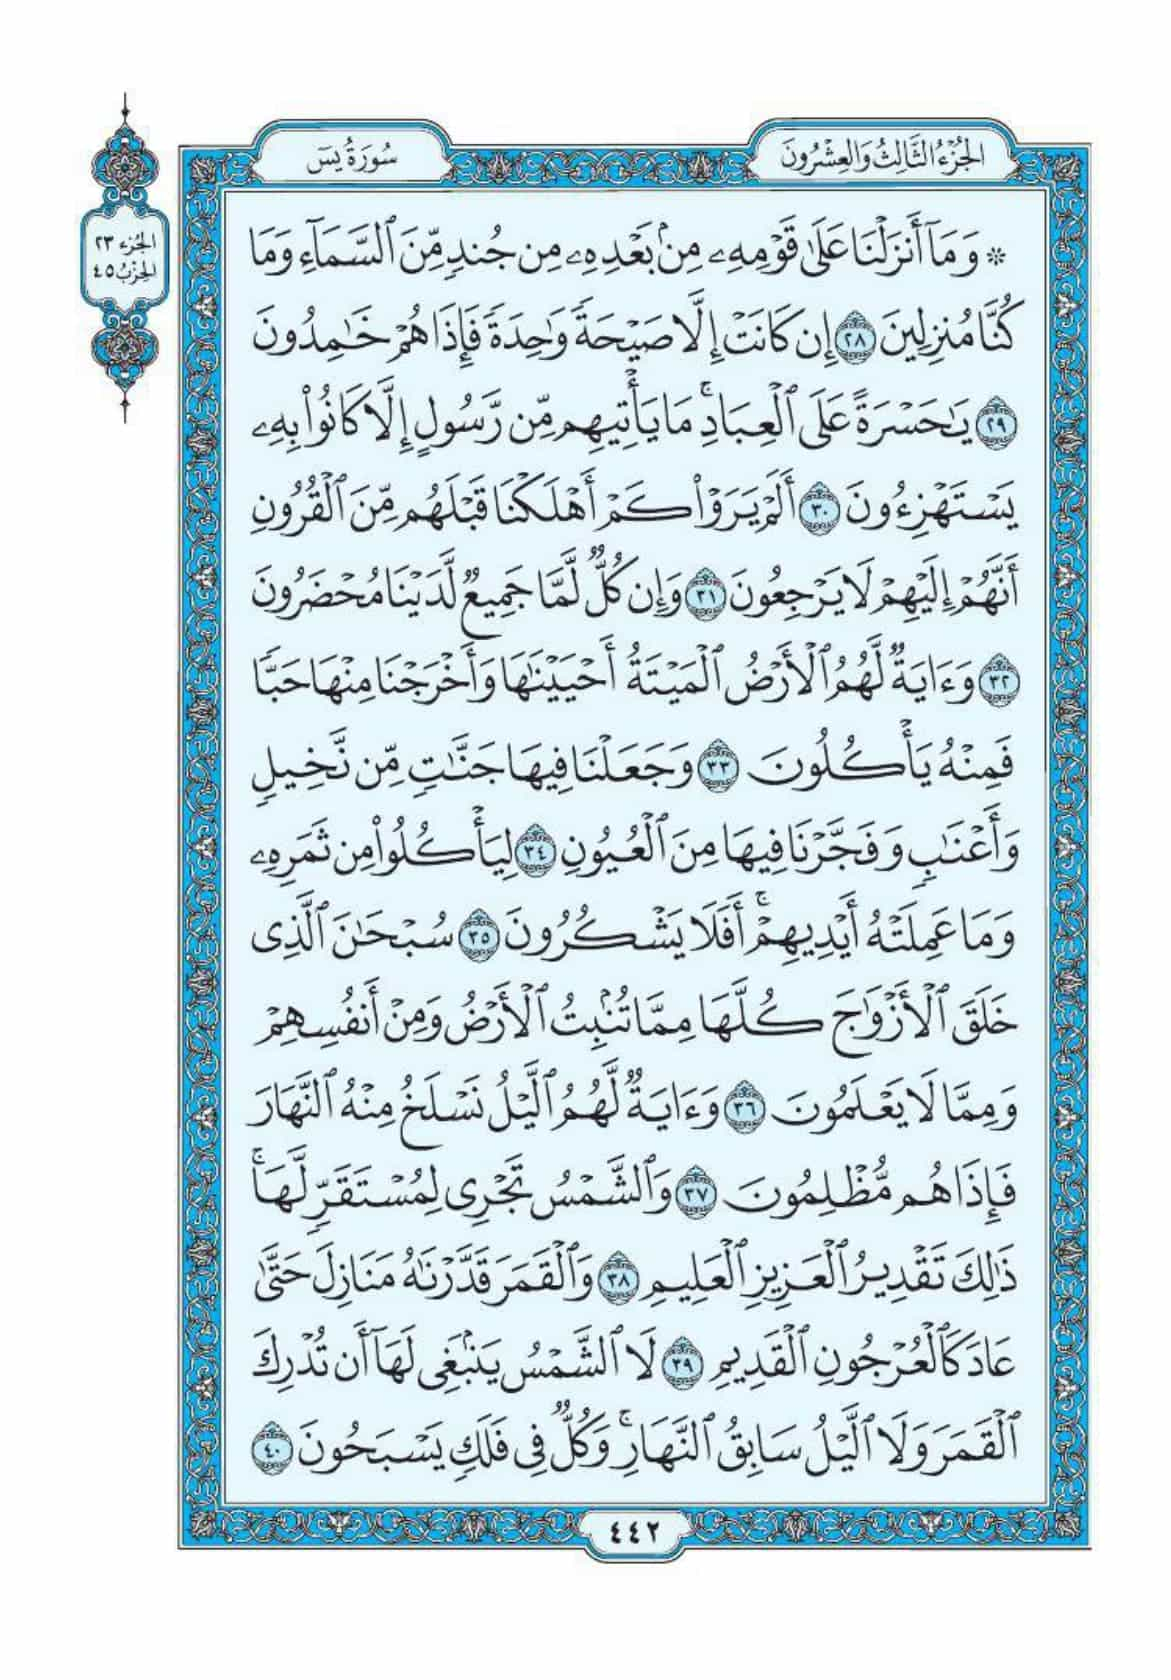 الجُزْءُ الثَّالِثُ وَالعِشْرُونَ
سُورَةُ يسٓ
الجُزْء ٢٣
الحِزْبُ ٤٥
۞ وَمَآ أَنزَلْنَا عَلَىٰ قَوْمِهِۦ مِنۢ بَعْدِهِۦ مِن جُندٍ مِّنَ ٱلسَّمَآءِ وَمَا
كُنَّا مُنزِلِينَ ٢٨ إِن كَانَتْ إِلَّا صَيْحَةً وَٰحِدَةً فَإِذَا هُمْ خَٰمِدُونَ
٢٩ يَٰحَسْرَةً عَلَى ٱلْعِبَادِۚ مَا يَأْتِيهِم مِّن رَّسُولٍ إِلَّا كَانُوا۟ بِهِۦ
يَسْتَهْزِءُونَ ٣٠ أَلَمْ يَرَوْا۟ كَمْ أَهْلَكْنَا قَبْلَهُم مِّنَ ٱلْقُرُونِ
أَنَّهُمْ إِلَيْهِمْ لَا يَرْجِعُونَ ٣١ وَإِن كُلٌّ لَّمَّا جَمِيعٌ لَّدَيْنَا مُحْضَرُونَ
٣٢ وَءَايَةٌ لَّهُمُ ٱلْأَرْضُ ٱلْمَيْتَةُ أَحْيَيْنَٰهَا وَأَخْرَجْنَا مِنْهَا حَبًّا
فَمِنْهُ يَأْكُلُونَ ٣٣ وَجَعَلْنَا فِيهَا جَنَّٰتٍ مِّن نَّخِيلٍ
وَأَعْنَٰبٍ وَفَجَّرْنَا فِيهَا مِنَ ٱلْعُيُونِ ٣٤ لِيَأْكُلُوا۟ مِن ثَمَرِهِۦ
وَمَا عَمِلَتْهُ أَيْدِيهِمْۚ أَفَلَا يَشْكُرُونَ ٣٥ سُبْحَٰنَ ٱلَّذِى
خَلَقَ ٱلْأَزْوَٰجَ كُلَّهَا مِمَّا تُنۢبِتُ ٱلْأَرْضُ وَمِنْ أَنفُسِهِمْ
وَمِمَّا لَا يَعْلَمُونَ ٣٦ وَءَايَةٌ لَّهُمُ ٱلَّيْلُ نَسْلَخُ مِنْهُ ٱلنَّهَارَ
فَإِذَا هُم مُّظْلِمُونَ ٣٧ وَٱلشَّمْسُ تَجْرِى لِمُسْتَقَرٍّ لَّهَاۚ
ذَٰلِكَ تَقْدِيرُ ٱلْعَزِيزِ ٱلْعَلِيمِ ٣٨ وَٱلْقَمَرَ قَدَّرْنَٰهُ مَنَازِلَ حَتَّىٰ
عَادَ كَٱلْعُرْجُونِ ٱلْقَدِيمِ ٣٩ لَا ٱلشَّمْسُ يَنۢبَغِى لَهَآ أَن تُدْرِكَ
ٱلْقَمَرَ وَلَا ٱلَّيْلُ سَابِقُ ٱلنَّهَارِۚ وَكُلٌّ فِى فَلَكٍ يَسْبَحُونَ ٤٠
٤٤٢